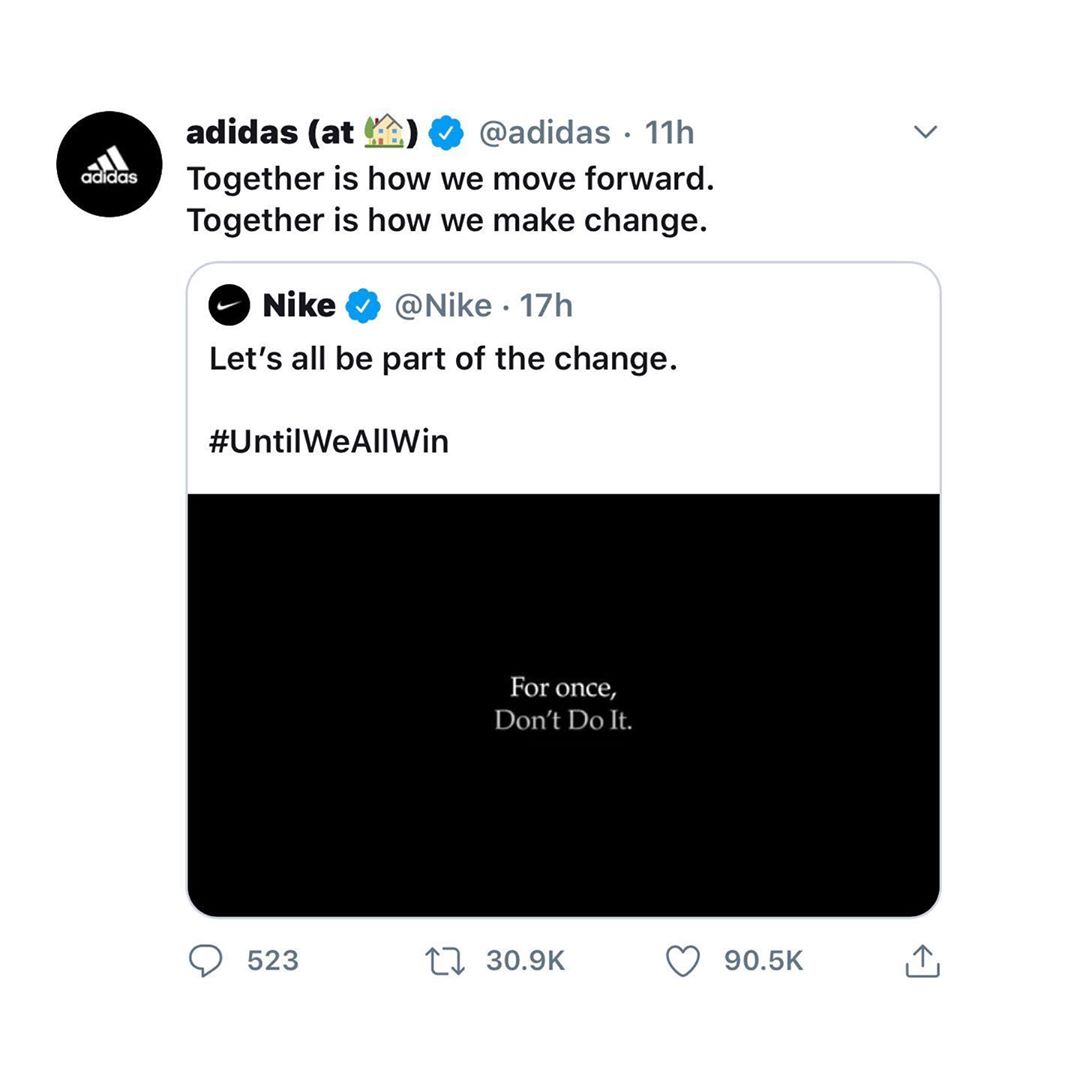 adidas (at 🏡) @adidas · 11h
Together is how we move forward.
Together is how we make change.
adidas
Nike @Nike · 17h
Let’s all be part of the change.
#UntilWeAllWin
For once,
Don’t Do It.
523 30.9K 90.5K